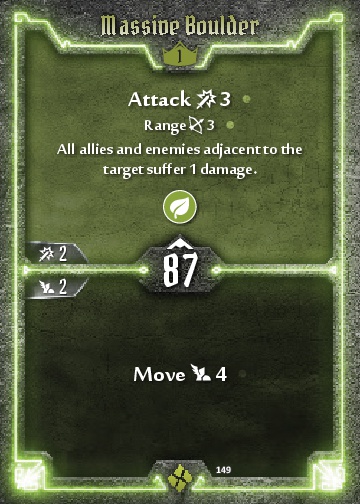 Massive Boulder
1
Attack 3
Range 3
All allies and enemies adjacent to the
target suffer 1 damage.
2
87
2
Move 4
149